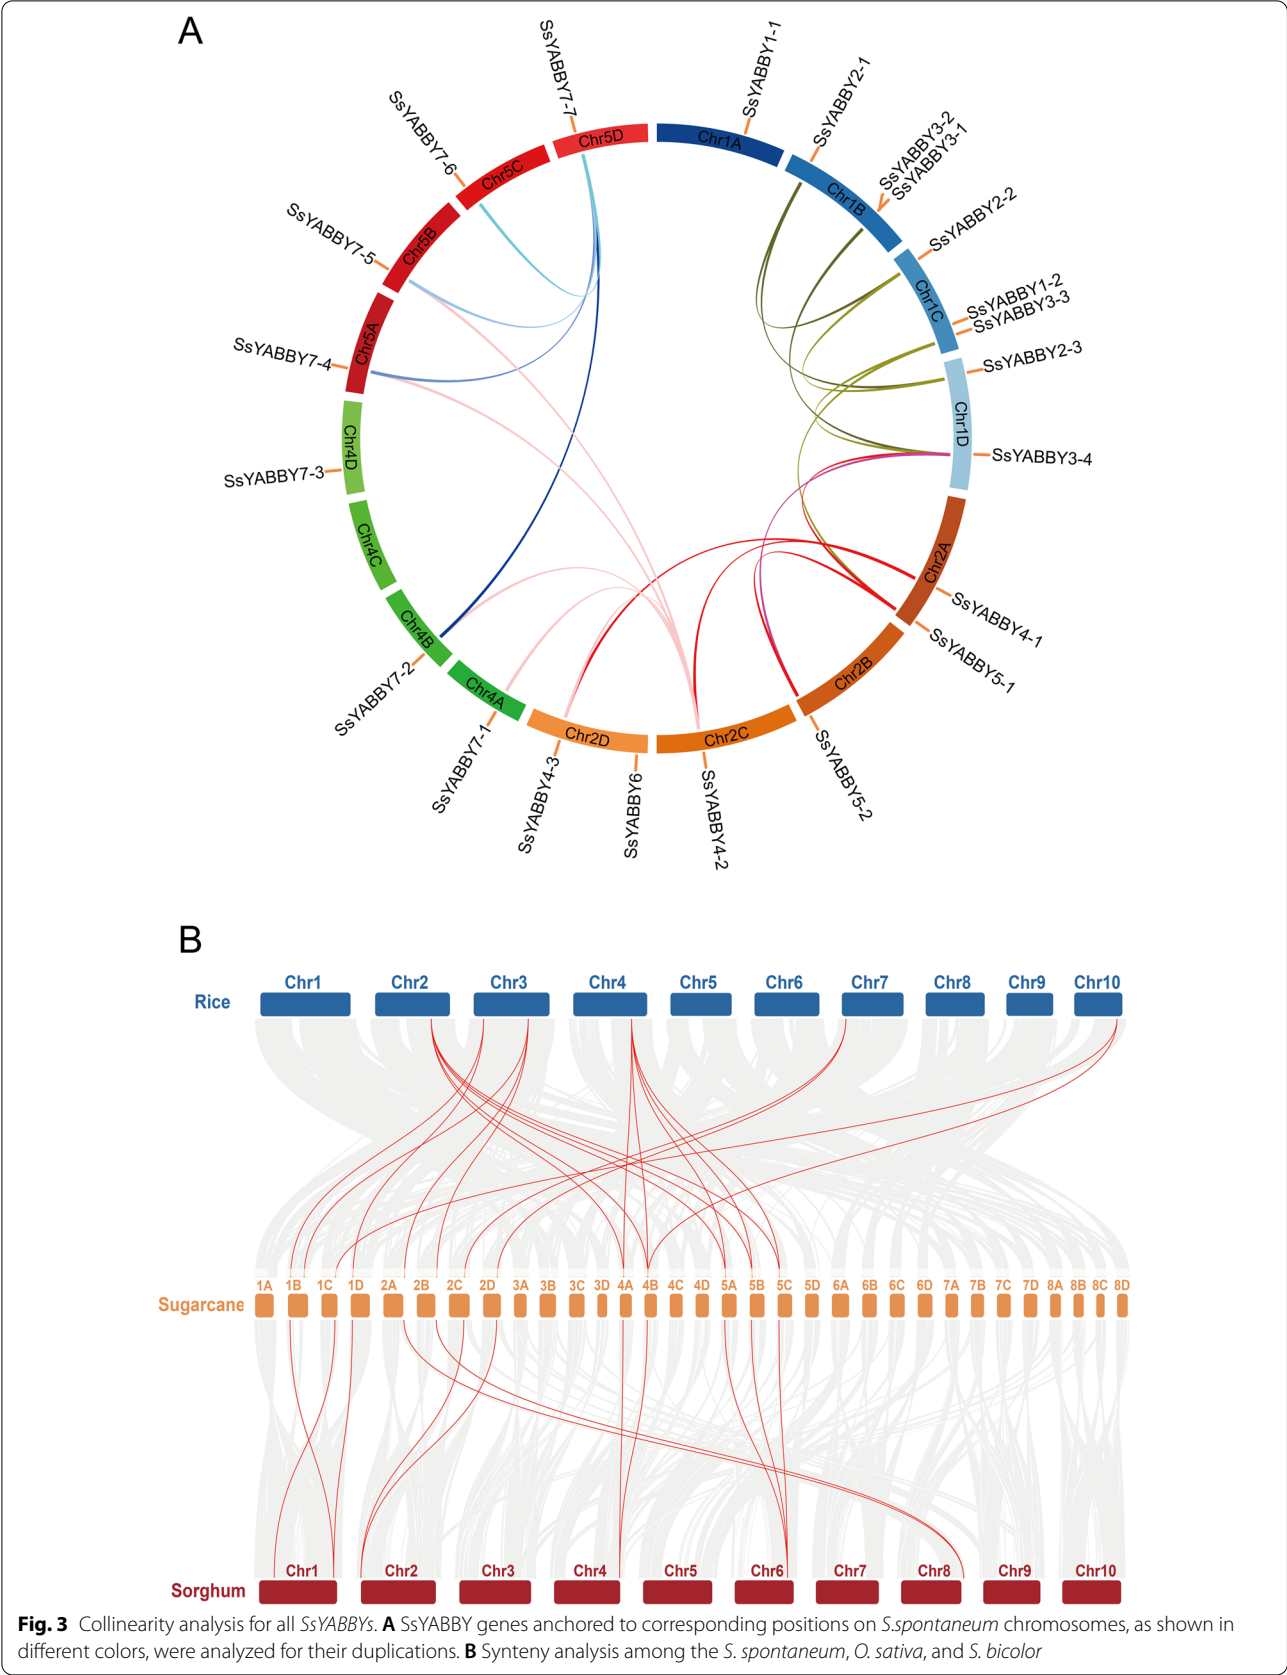 A
SsYABBY1-1
SsYABBY2-1
SsYABBY3-2
SsYABBY3-1
SsYABBY2-2
SsYABBY1-2
SsYABBY3-3
SsYABBY2-3
SsYABBY3-4
SsYABBY4-1
SsYABBY5-1
SsYABBY5-2
SsYABBY4-2
SsYABBY6
SsYABBY4-3
SsYABBY7-1
SsYABBY7-2
SsYABBY7-3
SsYABBY7-4
SsYABBY7-5
SsYABBY7-6
SsYABBY7-7
Chr1A
Chr1B
Chr1C
Chr1D
Chr2A
Chr2B
Chr2C
Chr2D
Chr4A
Chr4B
Chr4C
Chr4D
Chr5A
Chr5B
Chr5C
Chr5D
B
Chr1 Chr2 Chr3 Chr4 Chr5 Chr6 Chr7 Chr8 Chr9 Chr10
Rice
1A 1B 1C 1D 2A 2B 2C 2D 3A 3B 3C 3D 4A 4B 4C 4D 5A 5B 5C 5D 6A 6B 6C 6D 7A 7B 7C 7D 8A 8B 8C 8D
Sugarcane
Chr1 Chr2 Chr3 Chr4 Chr5 Chr6 Chr7 Chr8 Chr9 Chr10
Sorghum
Fig. 3 Collinearity analysis for all SsYABBYs. A SsYABBY genes anchored to corresponding positions on S.spontaneum chromosomes, as shown in
different colors, were analyzed for their duplications. B Synteny analysis among the S. spontaneum, O. sativa, and S. bicolor